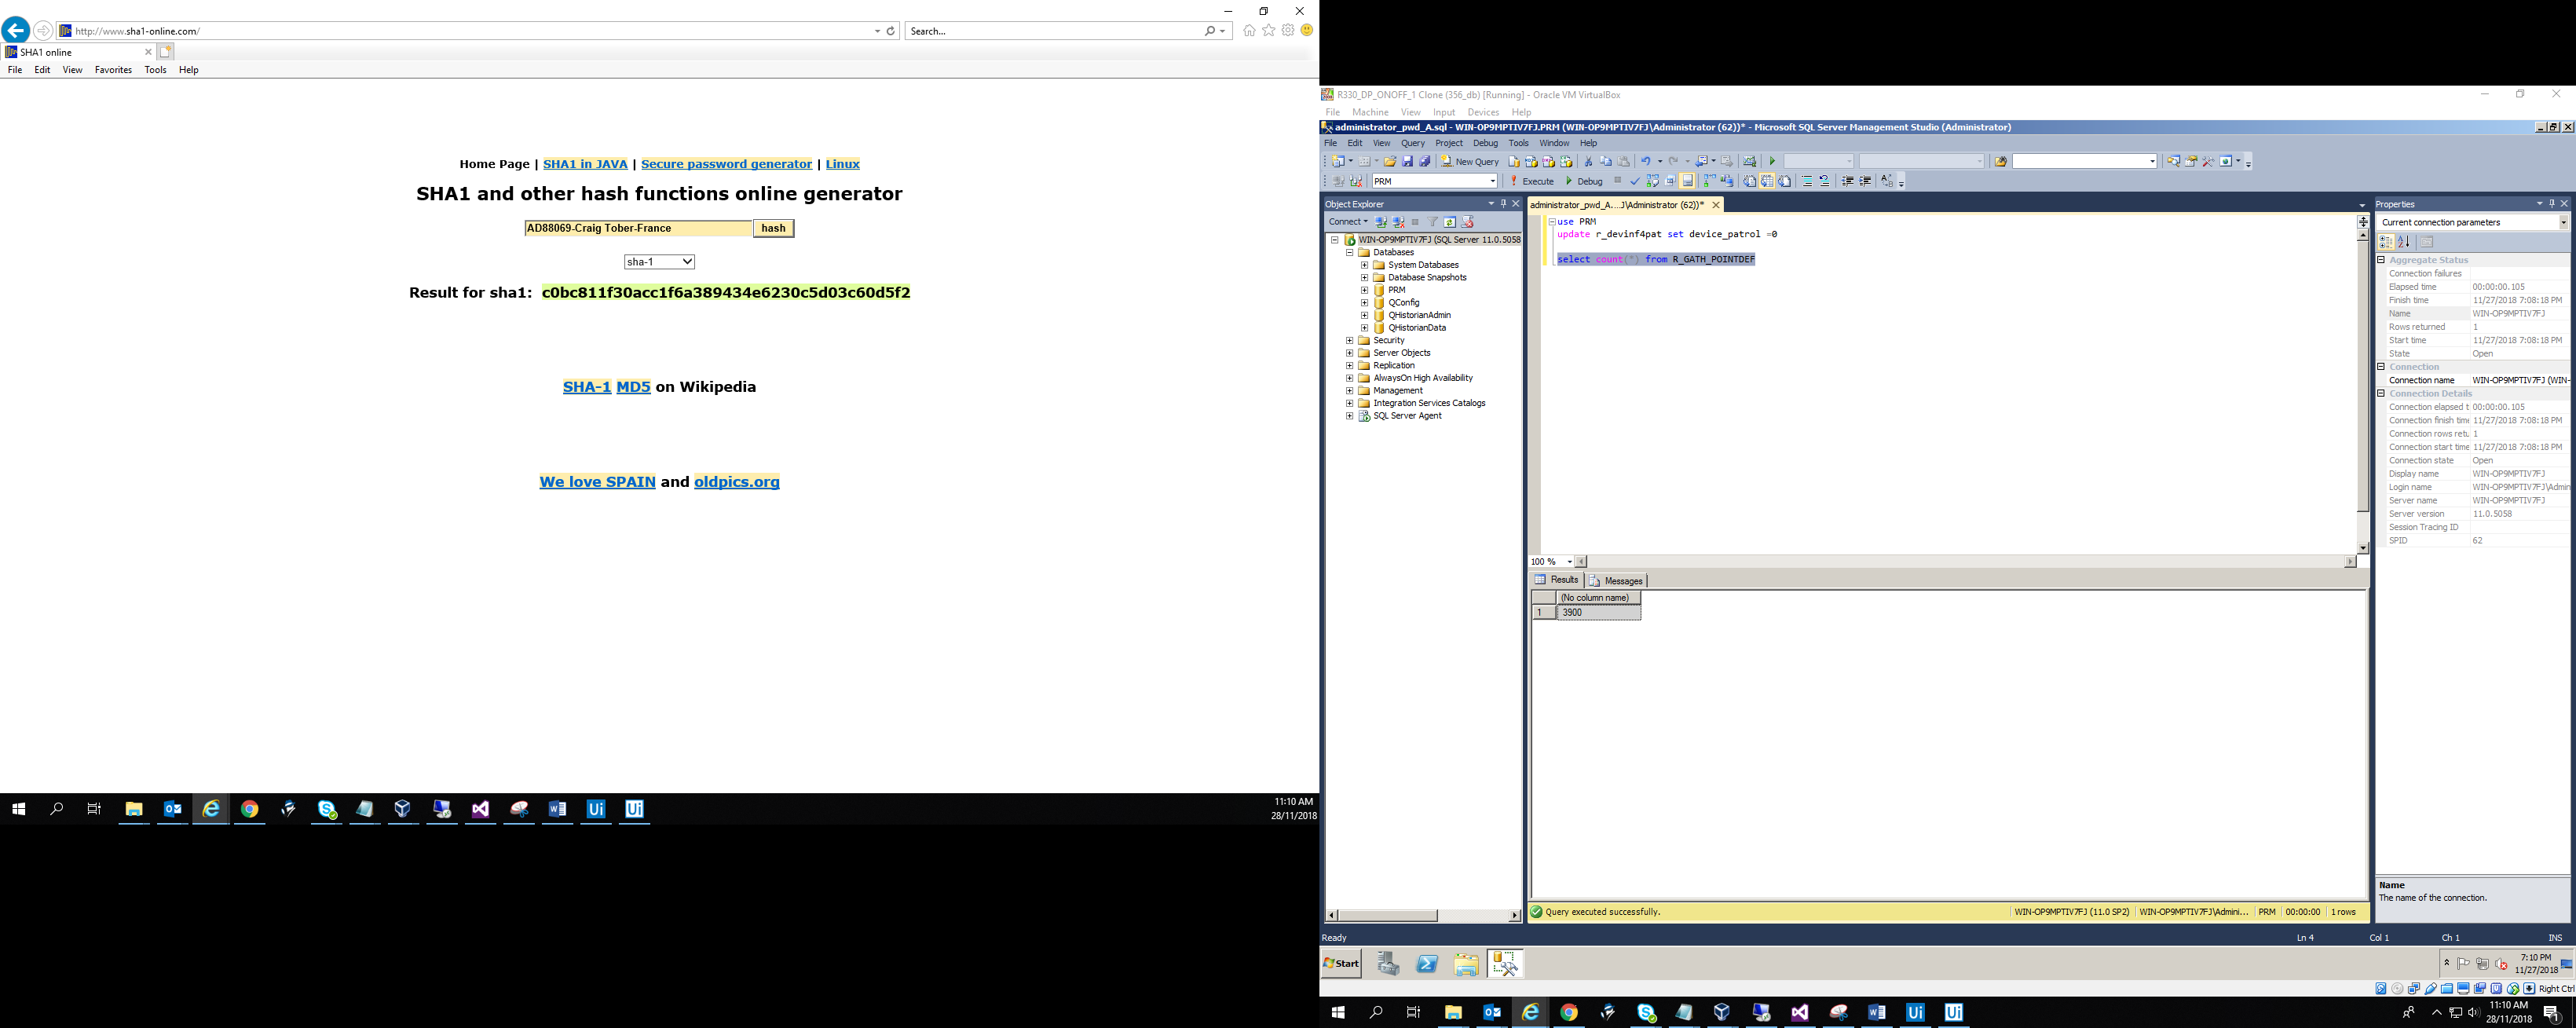 http://www.sha1-online.com/
Search...
SHA1 online
File Edit View Favorites Tools Help
Home Page | SHA1 in JAVA | Secure password generator | Linux
SHA1 and other hash functions online generator
AD88069-Craig Tober-France hash
sha-1
Result for sha1: c0bc811f30acc1f6a389434e6230c5d03c60d5f2
SHA-1 MD5 on Wikipedia
We love SPAIN and oldpics.org
11:10 AM
28/11/2018
R330_DP_ONOFF_1 Clone (356_db) [Running] - Oracle VM VirtualBox
File Machine View Input Devices Help
administrator_pwd_A.sql - WIN-OP9MPTIV7FJ.PRM (WIN-OP9MPTIV7FJ\Administrator (62))* - Microsoft SQL Server Management Studio (Administrator)
File Edit View Query Project Debug Tools Window Help
New Query
PRM Execute Debug
Object Explorer
Connect
WIN-OP9MPTIV7FJ (SQL Server 11.0.5058
Databases
System Databases
Database Snapshots
PRM
QConfig
QHistorianAdmin
QHistorianData
Security
Server Objects
Replication
AlwaysOn High Availability
Management
Integration Services Catalogs
SQL Server Agent
administrator_pwd_A....J\Administrator (62))*
use PRM
update r_devinf4pat set device_patrol =0
select count(*) from R_GATH_POINTDEF
100 %
Results Messages
(No column name)
1 3900
Query executed successfully. WIN-OP9MPTIV7FJ (11.0 SP2) WIN-OP9MPTIV7FJ\Admini... PRM 00:00:00 1 rows
Properties
Current connection parameters
Aggregate Status
Connection failures
Elapsed time 00:00:00.105
Finish time 11/27/2018 7:08:18 PM
Name WIN-OP9MPTIV7FJ
Rows returned 1
Start time 11/27/2018 7:08:18 PM
State Open
Connection
Connection name WIN-OP9MPTIV7FJ (WIN-
Connection Details
Connection elapsed t 00:00:00.105
Connection finish time 11/27/2018 7:08:18 PM
Connection rows retu 1
Connection start time 11/27/2018 7:08:18 PM
Connection state Open
Display name WIN-OP9MPTIV7FJ
Login name WIN-OP9MPTIV7FJ\Admin
Server name WIN-OP9MPTIV7FJ
Server version 11.0.5058
Session Tracing ID
SPID 62
Name
The name of the connection.
Ready Ln 4 Col 1 Ch 1 INS
Start
7:10 PM
11/27/2018
Right Ctrl
11:10 AM
28/11/2018